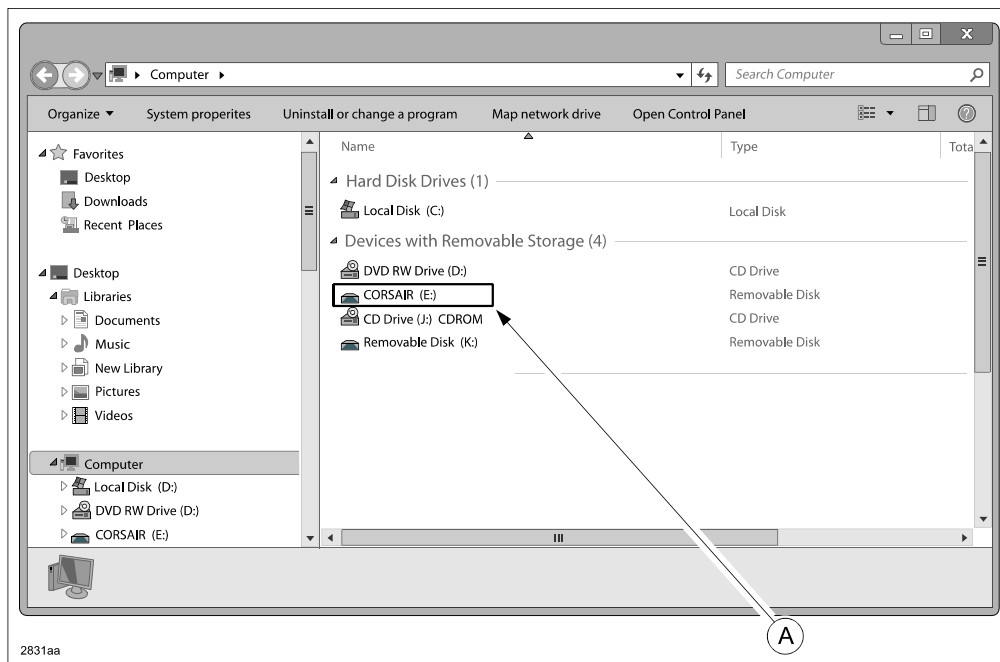 X
Computer
Search Computer
Organize System properites Uninstall or change a program Map network drive Open Control Panel ?
Favorites
Desktop
Downloads
Recent Places
Desktop
Libraries
Documents
Music
New Library
Pictures
Videos
Computer
Local Disk (D:)
DVD RW Drive (D:)
CORSAIR (E:)
Name Type Tota
Hard Disk Drives (1)
Local Disk (C:) Local Disk
Devices with Removable Storage (4)
DVD RW Drive (D:) CD Drive
CORSAIR (E:) Removable Disk
CD Drive (J:) CDROM CD Drive
Removable Disk (K:) Removable Disk
A
2831aa